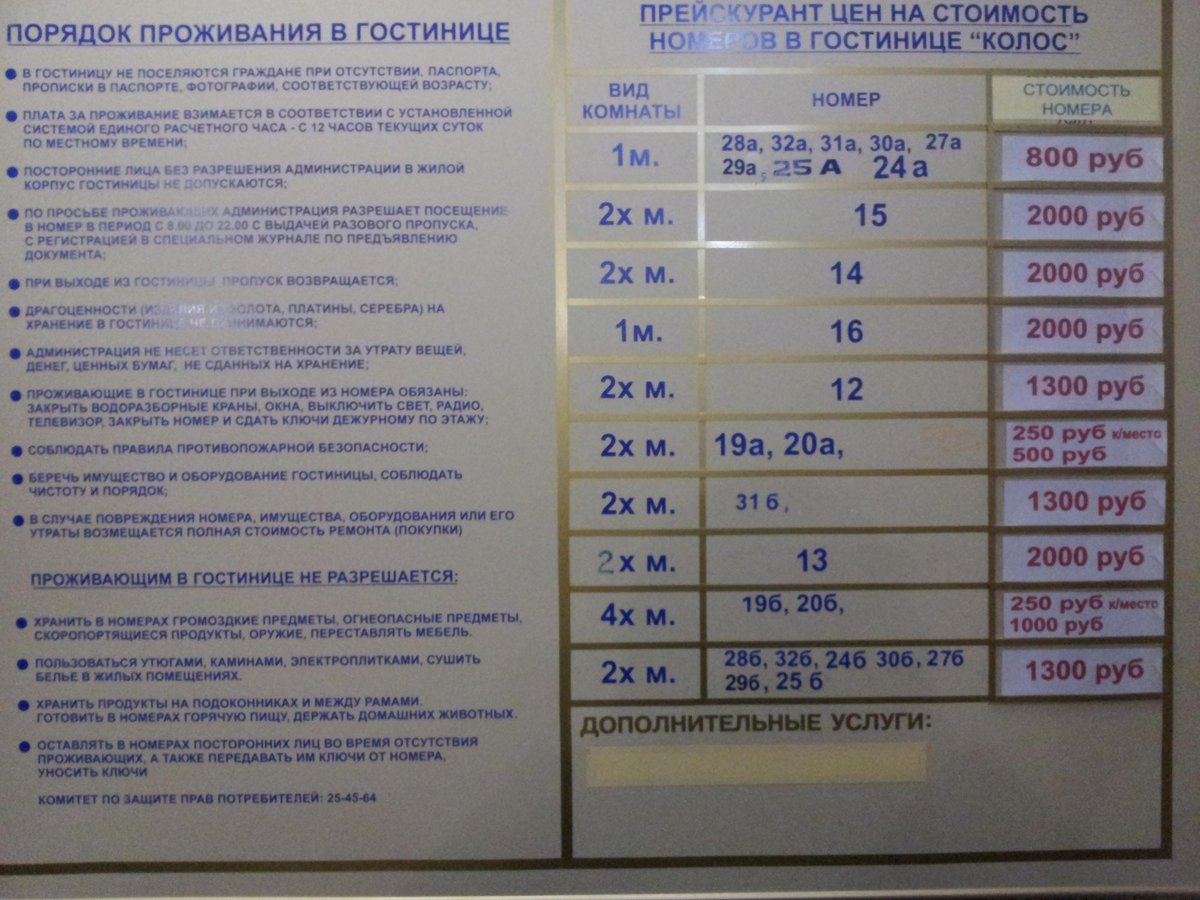 ПОРЯДОК ПРОЖИВАНИЯ В ГОСТИНИЦЕ
В ГОСТИНИЦУ НЕ ПОСЕЛЯЮТСЯ ГРАЖДАНЕ ПРИ ОТСУТСТВИИ, ПАСПОРТА,
ПРОПИСКИ В ПАСПОРТЕ, ФОТОГРАФИИ, СООТВЕТСТВУЮЩЕЙ ВОЗРАСТУ;
ПЛАТА ЗА ПРОЖИВАНИЕ ВЗИМАЕТСЯ В СООТВЕТСТВИИ С УСТАНОВЛЕННОЙ
СИСТЕМОЙ ЕДИНОГО РАСЧЕТНОГО ЧАСА - С 12 ЧАСОВ ТЕКУЩИХ СУТОК
ПО МЕСТНОМУ ВРЕМЕНИ;
ПОСТОРОННИЕ ЛИЦА БЕЗ РАЗРЕШЕНИЯ АДМИНИСТРАЦИИ В ЖИЛОЙ
КОРПУС ГОСТИНИЦЫ НЕ ДОПУСКАЮТСЯ;
ПО ПРОСЬБЕ ПРОЖИВАЮЩИХ АДМИНИСТРАЦИЯ РАЗРЕШАЕТ ПОСЕЩЕНИЕ
В НОМЕР В ПЕРИОД С 8.00 ДО 22.00 С ВЫДАЧЕЙ РАЗОВОГО ПРОПУСКА,
С РЕГИСТРАЦИЕЙ В СПЕЦИАЛЬНОМ ЖУРНАЛЕ ПО ПРЕДЪЯВЛЕНИЮ
ДОКУМЕНТА;
ПРИ ВЫХОДЕ ИЗ ГОСТИНИЦЫ ПРОПУСК ВОЗВРАЩАЕТСЯ;
ДРАГОЦЕННОСТИ (ИЗДЕЛИЯ ИЗ ЗОЛОТА, ПЛАТИНЫ, СЕРЕБРА) НА
ХРАНЕНИЕ В ГОСТИНИЦЕ НЕ ПРИНИМАЮТСЯ;
АДМИНИСТРАЦИЯ НЕ НЕСЕТ ОТВЕТСТВЕННОСТИ ЗА УТРАТУ ВЕЩЕЙ,
ДЕНЕГ, ЦЕННЫХ БУМАГ, НЕ СДАННЫХ НА ХРАНЕНИЕ;
ПРОЖИВАЮЩИЕ В ГОСТИНИЦЕ ПРИ ВЫХОДЕ ИЗ НОМЕРА ОБЯЗАНЫ:
ЗАКРЫТЬ ВОДОРАЗБОРНЫЕ КРАНЫ, ОКНА, ВЫКЛЮЧИТЬ СВЕТ, РАДИО,
ТЕЛЕВИЗОР, ЗАКРЫТЬ НОМЕР И СДАТЬ КЛЮЧИ ДЕЖУРНОМУ ПО ЭТАЖУ;
СОБЛЮДАТЬ ПРАВИЛА ПРОТИВОПОЖАРНОЙ БЕЗОПАСНОСТИ;
БЕРЕЧЬ ИМУЩЕСТВО И ОБОРУДОВАНИЕ ГОСТИНИЦЫ, СОБЛЮДАТЬ
ЧИСТОТУ И ПОРЯДОК;
В СЛУЧАЕ ПОВРЕЖДЕНИЯ НОМЕРА, ИМУЩЕСТВА, ОБОРУДОВАНИЯ ИЛИ ЕГО
УТРАТЫ ВОЗМЕЩАЕТСЯ ПОЛНАЯ СТОИМОСТЬ РЕМОНТА (ПОКУПКИ)
ПРОЖИВАЮЩИМ В ГОСТИНИЦЕ НЕ РАЗРЕШАЕТСЯ:
ХРАНИТЬ В НОМЕРАХ ГРОМОЗДКИЕ ПРЕДМЕТЫ, ОГНЕОПАСНЫЕ ПРЕДМЕТЫ,
СКОРОПОРТЯЩИЕСЯ ПРОДУКТЫ, ОРУЖИЕ, ПЕРЕСТАВЛЯТЬ МЕБЕЛЬ.
ПОЛЬЗОВАТЬСЯ УТЮГАМИ, КАМИНАМИ, ЭЛЕКТРОПЛИТКАМИ, СУШИТЬ
БЕЛЬЕ В ЖИЛЫХ ПОМЕЩЕНИЯХ.
ХРАНИТЬ ПРОДУКТЫ НА ПОДОКОННИКАХ И МЕЖДУ РАМАМИ.
ГОТОВИТЬ В НОМЕРАХ ГОРЯЧУЮ ПИЩУ, ДЕРЖАТЬ ДОМАШНИХ ЖИВОТНЫХ.
ОСТАВЛЯТЬ В НОМЕРАХ ПОСТОРОННИХ ЛИЦ ВО ВРЕМЯ ОТСУТСТВИЯ
ПРОЖИВАЮЩИХ, А ТАКЖЕ ПЕРЕДАВАТЬ ИМ КЛЮЧИ ОТ НОМЕРА,
УНОСИТЬ КЛЮЧИ
КОМИТЕТ ПО ЗАЩИТЕ ПРАВ ПОТРЕБИТЕЛЕЙ: 25-45-64
ПРЕЙСКУРАНТ ЦЕН НА СТОИМОСТЬ
НОМЕРОВ В ГОСТИНИЦЕ “КОЛОС”
ВИД КОМНАТЫ НОМЕР СТОИМОСТЬ НОМЕРА
1м. 28а, 32а, 31а, 30а, 27а 800 руб
29а, 25 А 24а
2х м. 15 2000 руб
2х м. 14 2000 руб
1м. 16 2000 руб
2х м. 12 1300 руб
2х м. 19а, 20а, 250 руб к/место
500 руб
2х м. 31 б, 1300 руб
2х м. 13 2000 руб
4х м. 19б, 20б, 250 руб к/место
1000 руб
2х м. 28б, 32б, 24б 30б, 27б 1300 руб
29б, 25 б
ДОПОЛНИТЕЛЬНЫЕ УСЛУГИ: